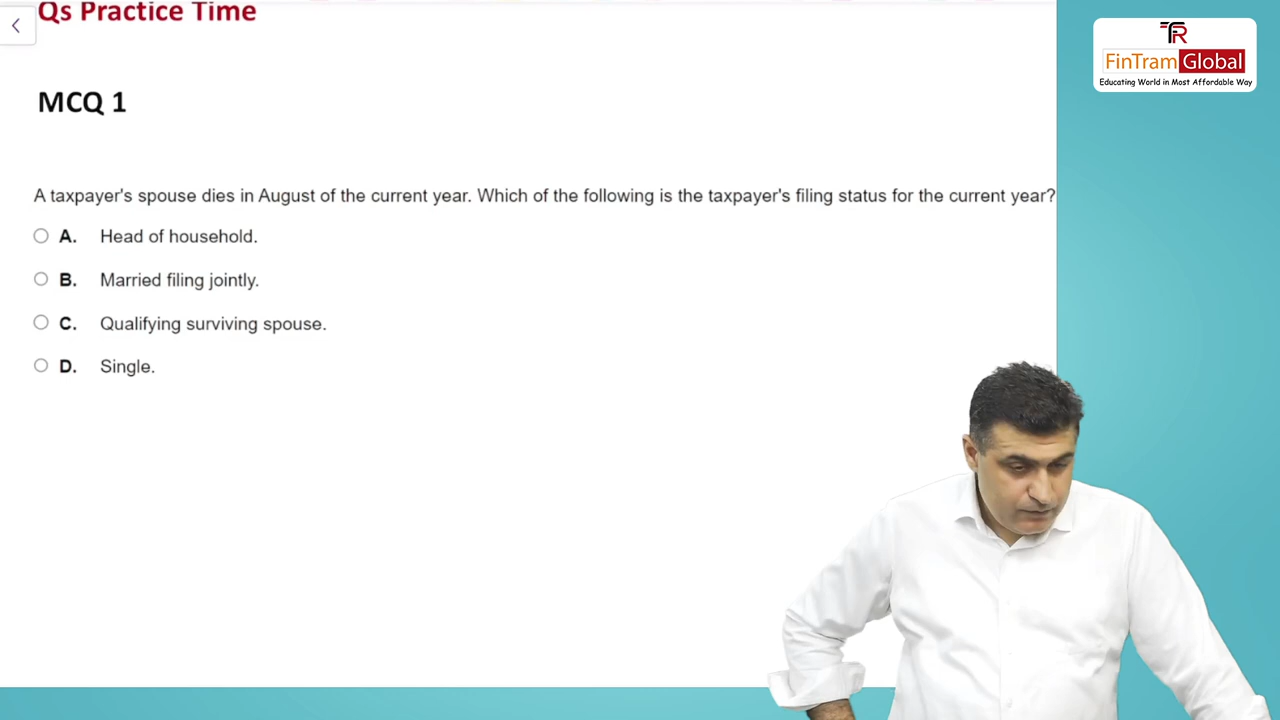 Qs Practice Time
MCQ 1
A taxpayer's spouse dies in August of the current year. Which of the following is the taxpayer's filing status for the current year?
A. Head of household.
B. Married filing jointly.
C. Qualifying surviving spouse.
D. Single.
TR
FinTram Global
Educating World in Most Affordable Way